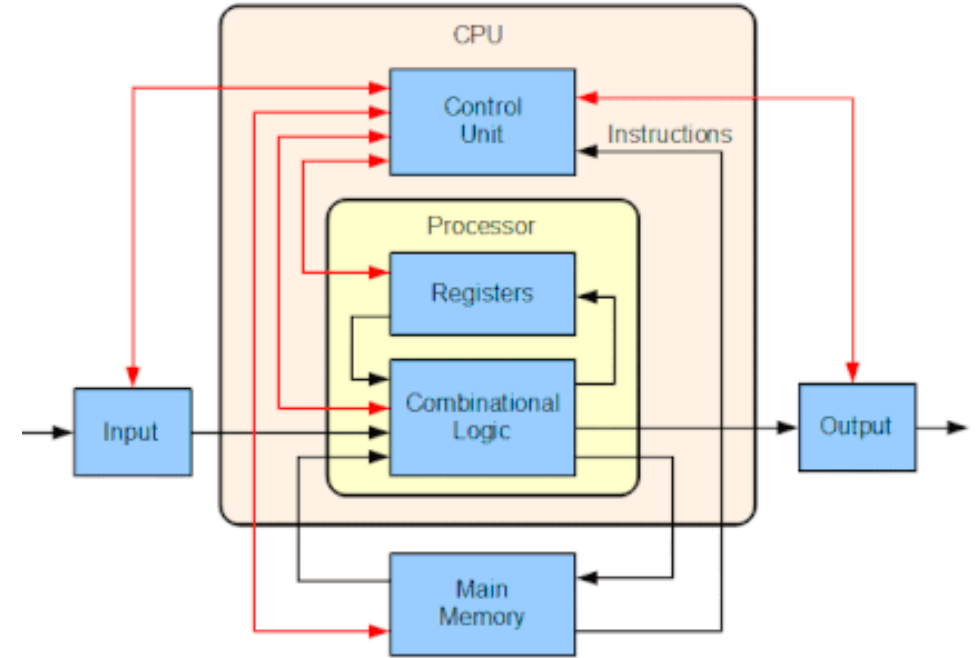 CPU
Control
Unit
Instructions
Processor
Registers
Combinational
Logic
Input
Output
Main
Memory